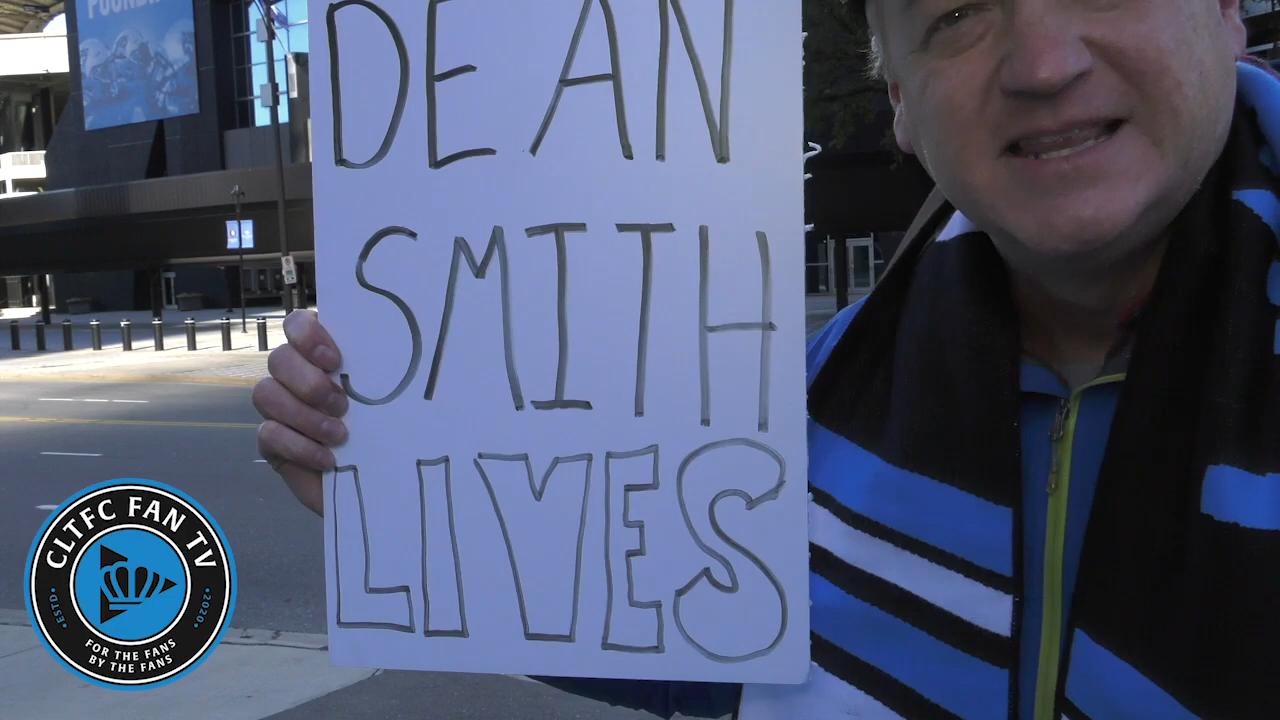 DEAN
SMITH
LIVES
CLTFC FAN TV
ESTD 2020
FOR THE FANS
BY THE FANS